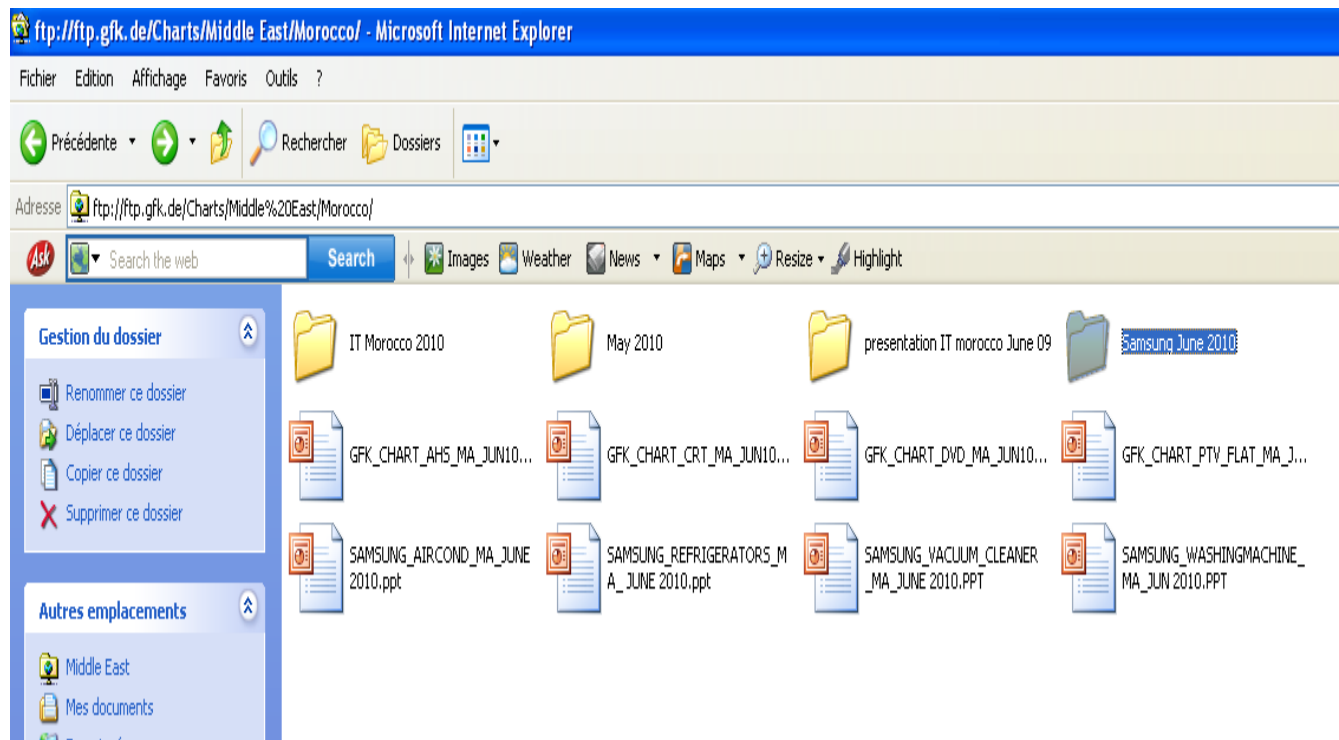 ftp://ftp.gfk.de/Charts/Middle East/Morocco/ - Microsoft Internet Explorer
Fichier Edition Affichage Favoris Outils ?
Précédente Rechercher Dossiers
Adresse ftp://ftp.gfk.de/Charts/Middle%20East/Morocco/
Ask Search the web Search Images Weather News Maps Resize Highlight
Gestion du dossier
Renommer ce dossier
Déplacer ce dossier
Copier ce dossier
Supprimer ce dossier
Autres emplacements
Middle East
Mes documents
IT Morocco 2010
May 2010
presentation IT morocco June 09
Samsung June 2010
GFK_CHART_AHS_MA_JUN10...
GFK_CHART_CRT_MA_JUN10...
GFK_CHART_DVD_MA_JUN10...
GFK_CHART_PTV_FLAT_MA_J...
SAMSUNG_AIRCOND_MA_JUNE
2010.ppt
SAMSUNG_REFRIGERATORS_M
A_ JUNE 2010.ppt
SAMSUNG_VACUUM_CLEANER
_MA_JUNE 2010.PPT
SAMSUNG_WASHINGMACHINE_
MA_JUN 2010.PPT